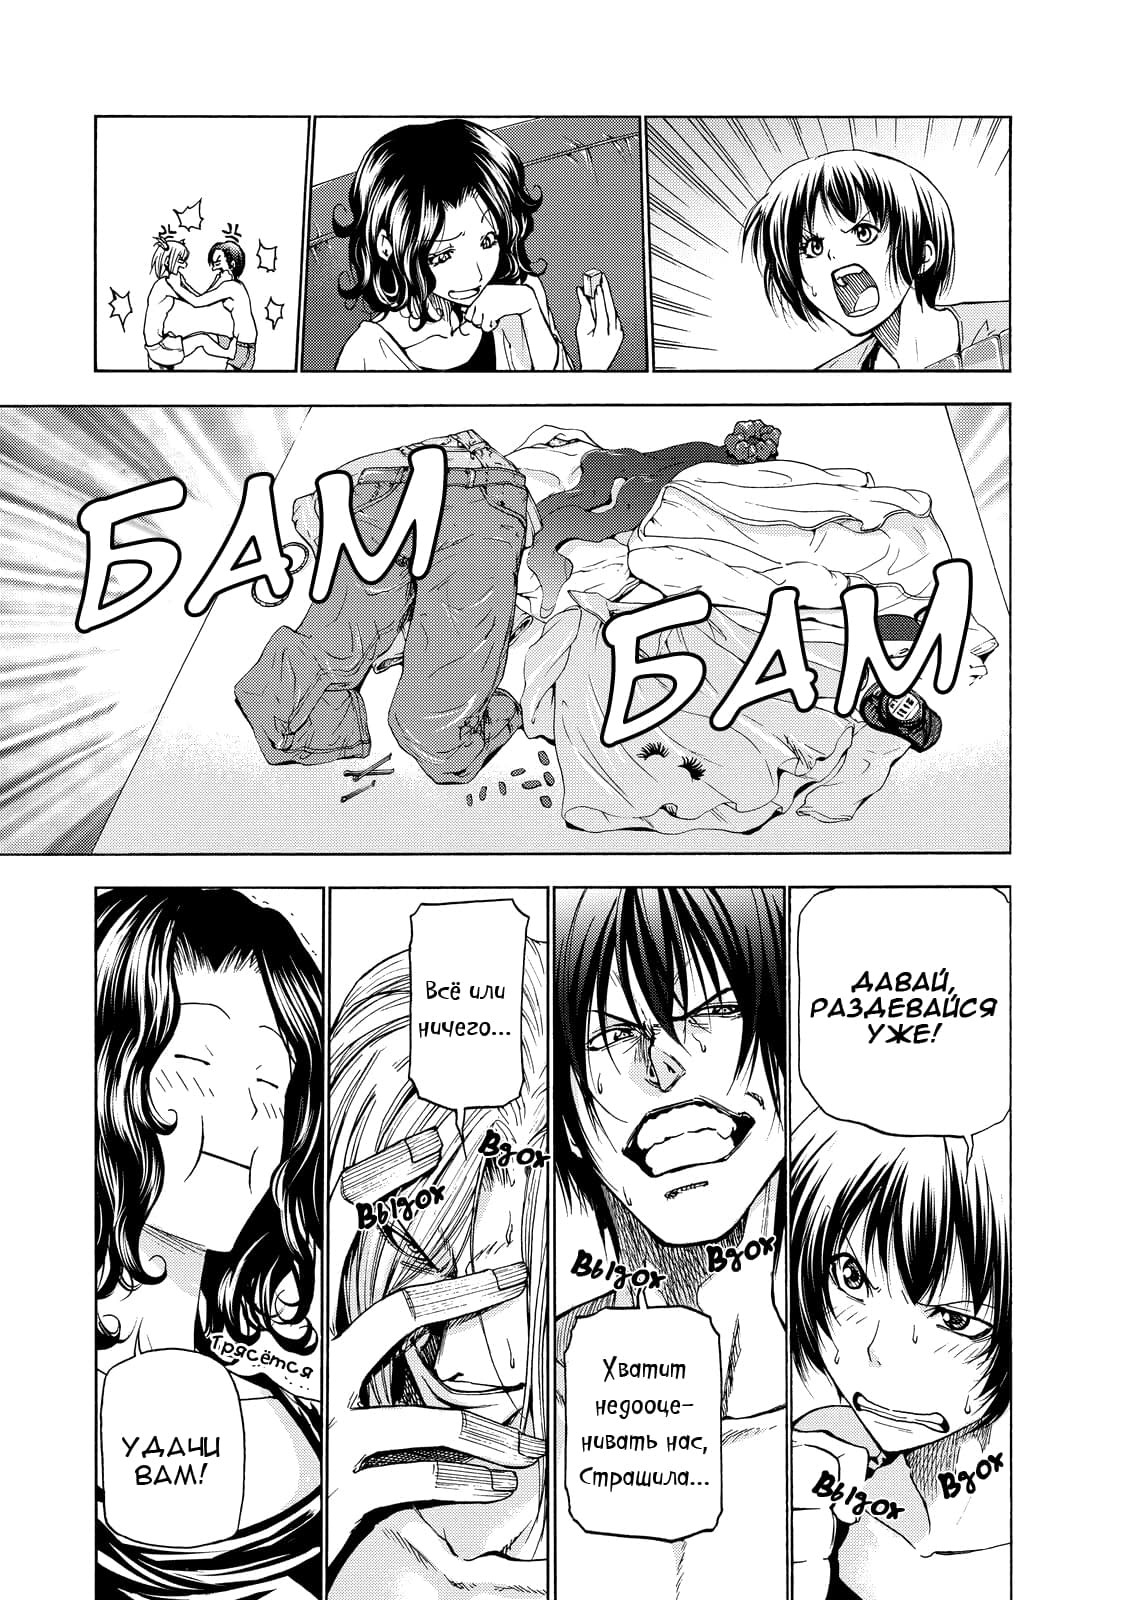 БАМ
БАМ
ДАВАЙ,
РАЗДЕВАЙСЯ
УЖЕ!
Вдох
Выдох
Вдох
Выдох
Хватит
недооце-
нивать нас,
Страшила...
Всё или
ничего...
Вдох
Выдох
Трясётся
УДАЧИ
ВАМ!